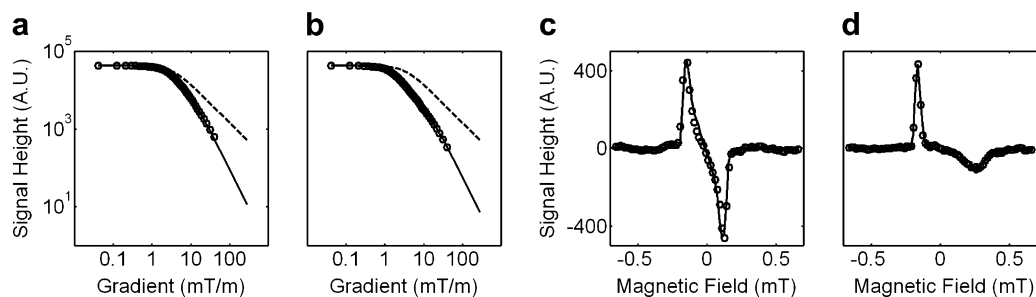 a b c d
10^5
10^3
10^1
Signal Height (A.U.)
0.1 1 10 100
Gradient (mT/m)
0.1 1 10 100
Gradient (mT/m)
400
0
-400
Signal Height (A.U.)
-0.5 0 0.5
Magnetic Field (mT)
-0.5 0 0.5
Magnetic Field (mT)